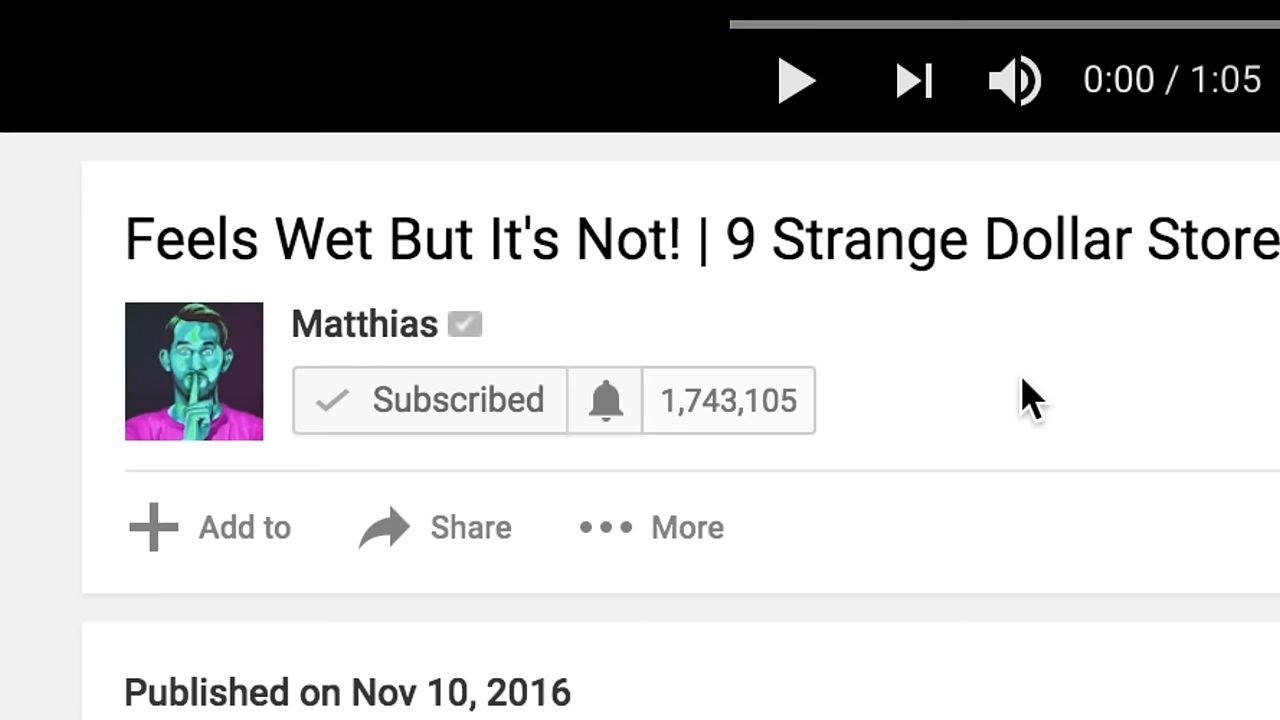 0:00 / 1:05
Feels Wet But It's Not! | 9 Strange Dollar Store
Matthias
Subscribed 1,743,105
Add to Share More
Published on Nov 10, 2016